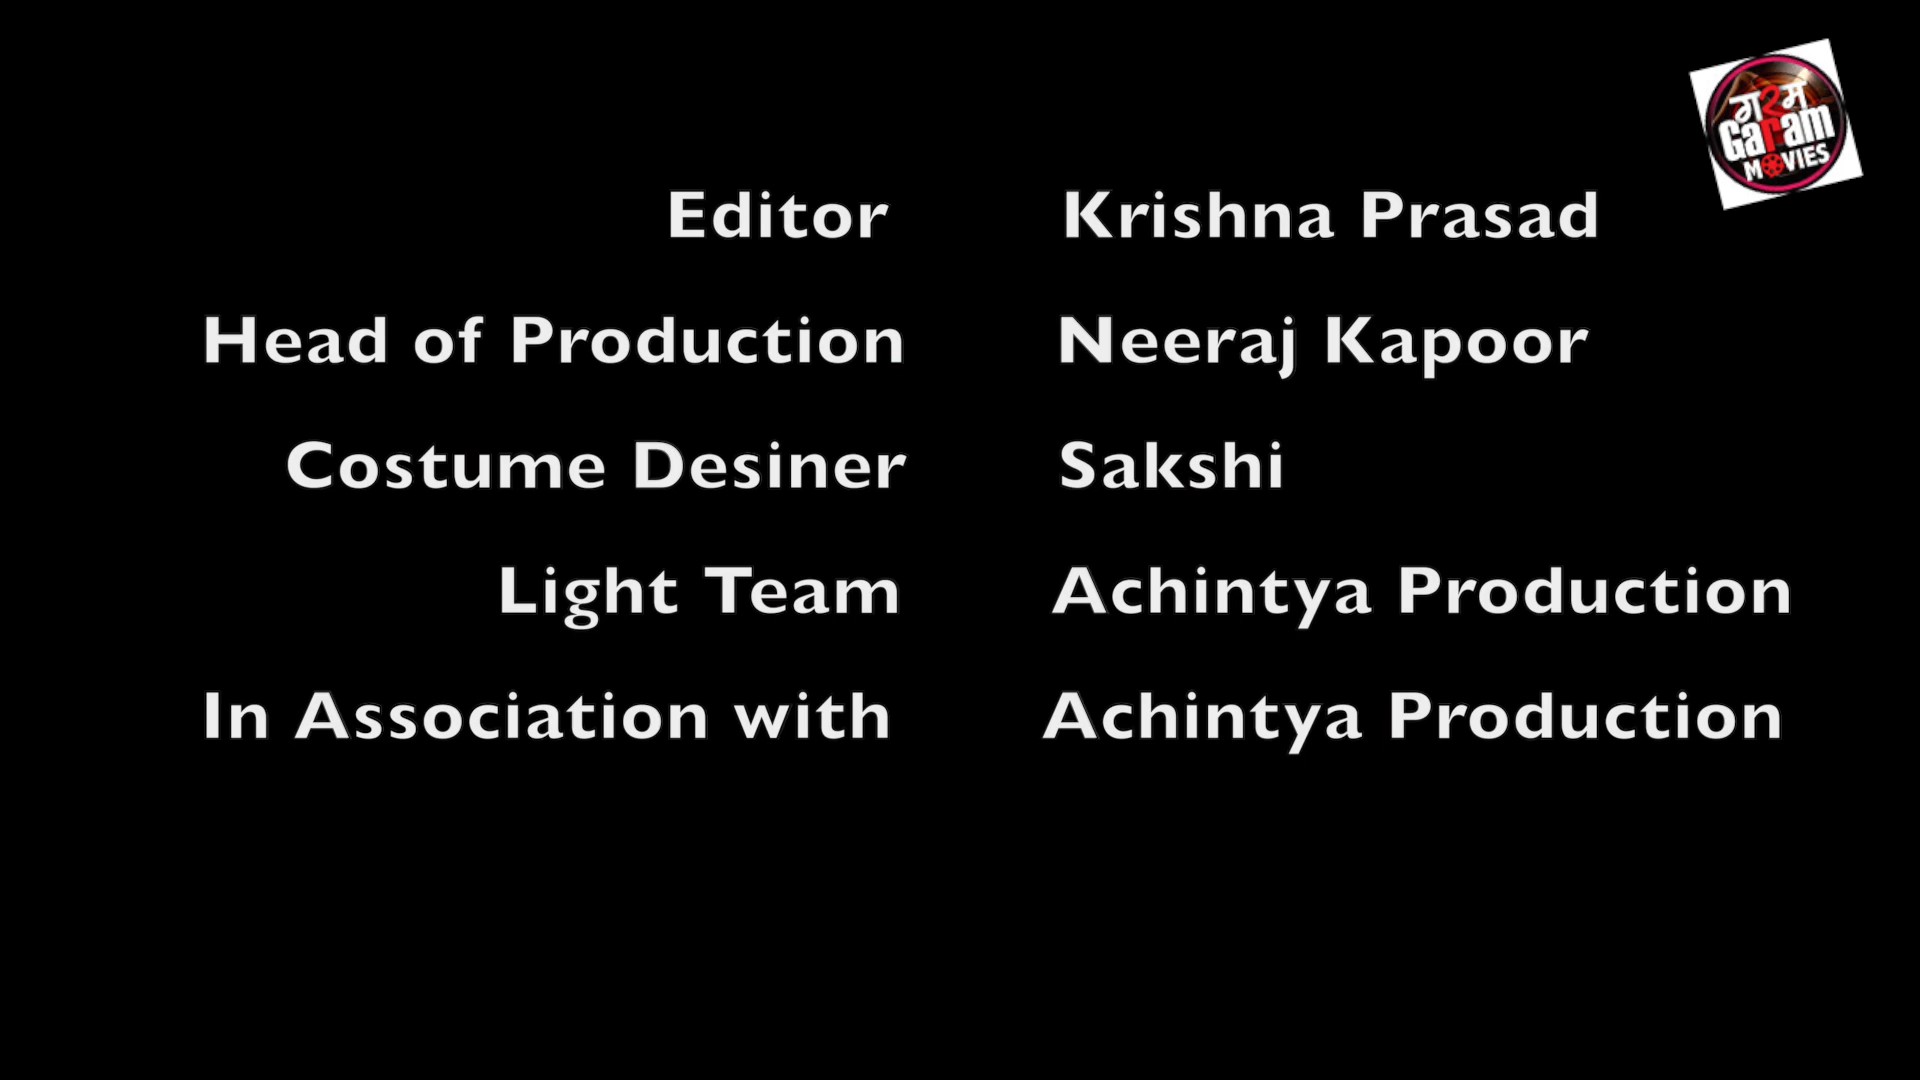 गरम
Garam
MOVIES
Editor Krishna Prasad
Head of Production Neeraj Kapoor
Costume Desiner Sakshi
Light Team Achintya Production
In Association with Achintya Production